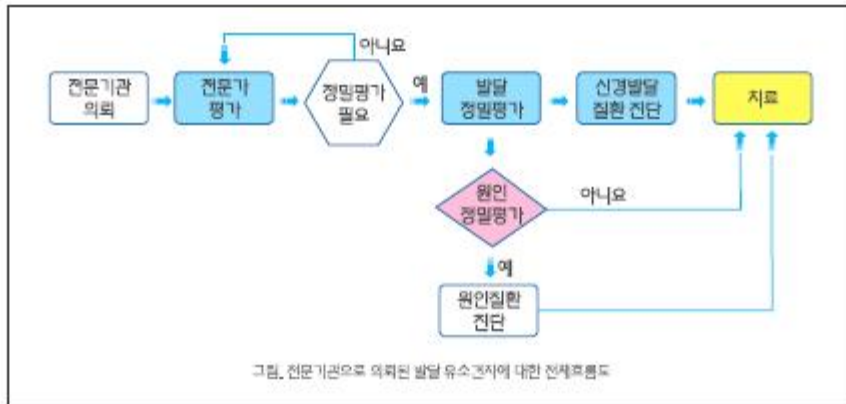 아니요
전문기관
의뢰
전문가
평가
정밀평가
필요
예
발달
정밀평가
신경발달
질환 진단
치료
원인
정밀평가
아니요
예
원인질환
진단
그림. 전문기관으로 의뢰된 발달 유소견자에 대한 전체흐름도